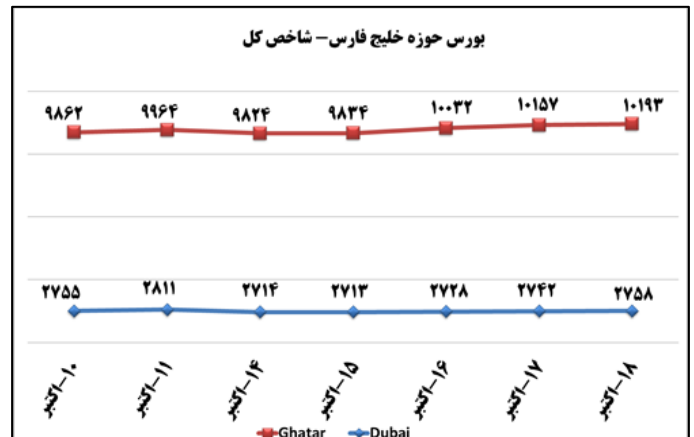 بورس حوزه خلیج فارس– شاخص کل
۹۸۶۲ ۹۹۶۴ ۹۸۲۴ ۹۸۳۴ ۱۰۰۳۲ ۱۰۱۵۷ ۱۰۱۹۳
۲۷۵۵ ۲۸۱۱ ۲۷۱۴ ۲۷۱۳ ۲۷۲۸ ۲۷۴۲ ۲۷۵۸
۱۰-اکتبر ۱۱-اکتبر ۱۴-اکتبر ۱۵-اکتبر ۱۶-اکتبر ۱۷-اکتبر ۱۸-اکتبر
Ghatar Dubai